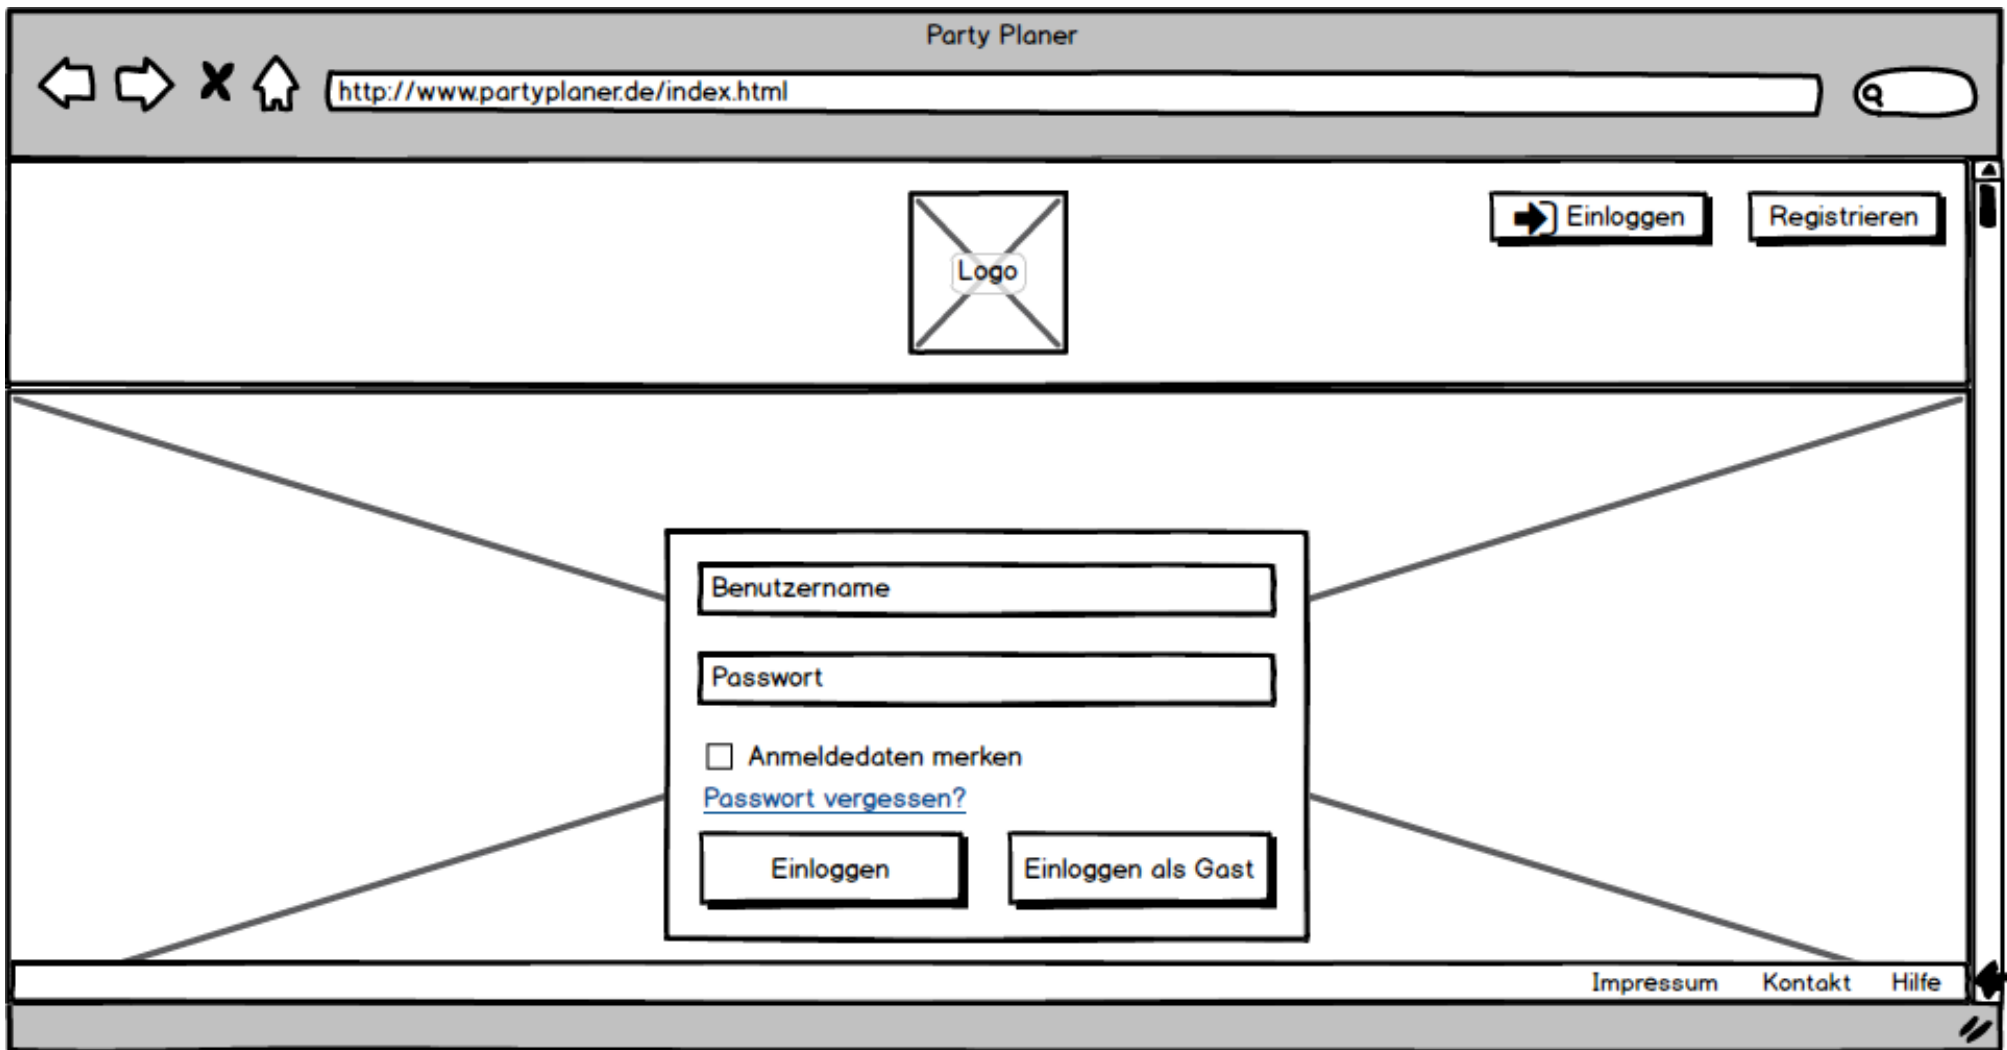 Party Planer
http://www.partyplaner.de/index.html
Einloggen
Registrieren
Logo
Benutzername
Passwort
Anmeldedaten merken
Passwort vergessen?
Einloggen
Einloggen als Gast
Impressum Kontakt Hilfe